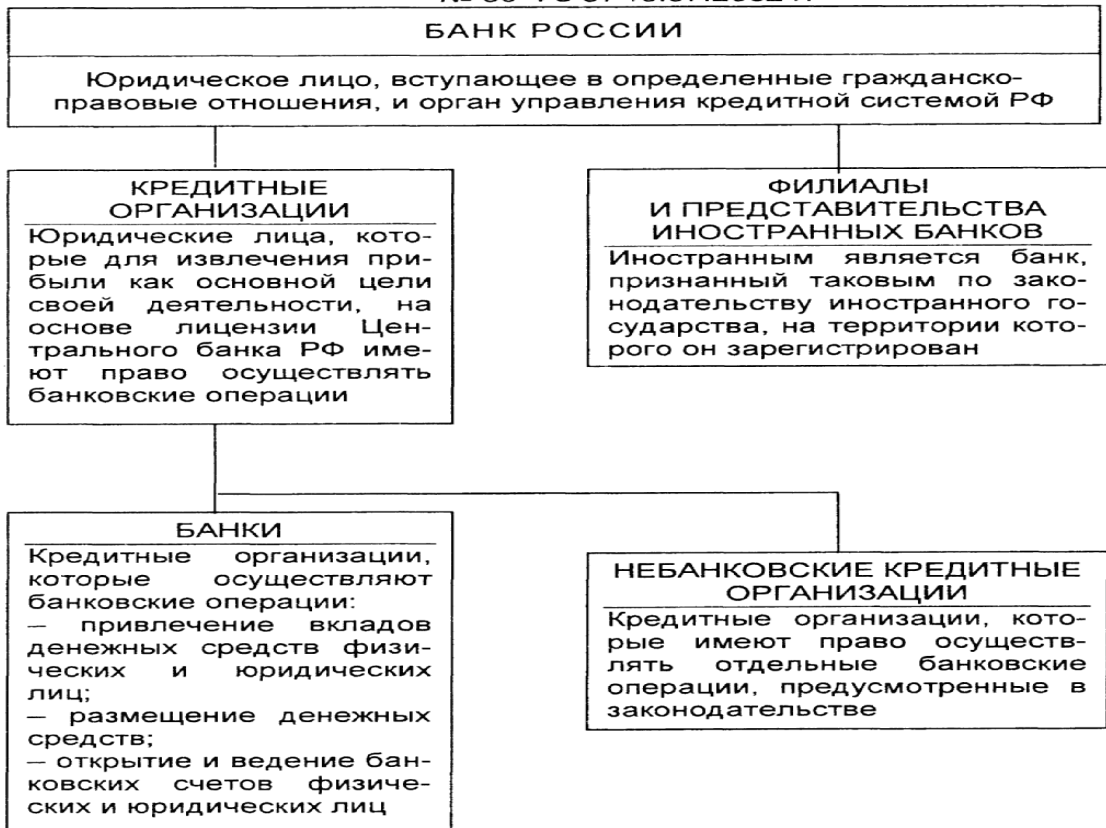 БАНК РОССИИ
Юридическое лицо, вступающее в определенные гражданско-
правовые отношения, и орган управления кредитной системой РФ
КРЕДИТНЫЕ
ОРГАНИЗАЦИИ
Юридические лица, кото-
рые для извлечения при-
были как основной цели
своей деятельности, на
основе лицензии Цен-
трального банка РФ име-
ют право осуществлять
банковские операции
ФИЛИАЛЫ
И ПРЕДСТАВИТЕЛЬСТВА
ИНОСТРАННЫХ БАНКОВ
Иностранным является банк,
признанный таковым по зако-
нодательству иностранного го-
сударства, на территории кото-
рого он зарегистрирован
БАНКИ
Кредитные организации,
которые осуществляют
банковские операции:
— привлечение вкладов
денежных средств физи-
ческих и юридических
лиц;
— размещение денежных
средств;
— открытие и ведение бан-
ковских счетов физиче-
ских и юридических лиц
НЕБАНКОВСКИЕ КРЕДИТНЫЕ
ОРГАНИЗАЦИИ
Кредитные организации, кото-
рые имеют право осуществ-
лять отдельные банковские
операции, предусмотренные в
законодательстве